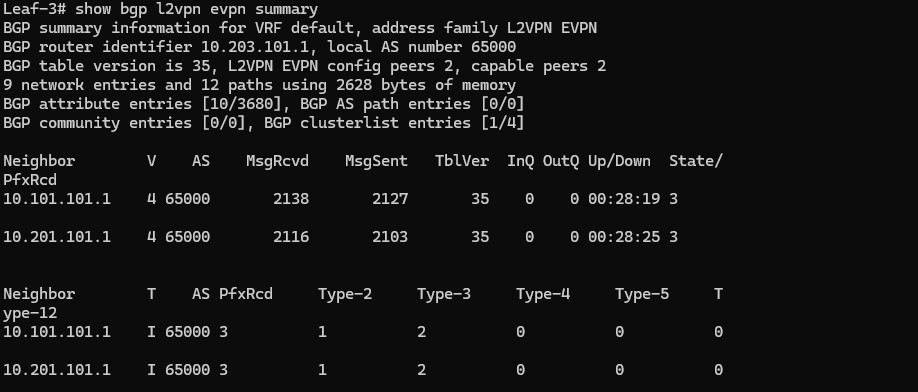 Leaf-3# show bgp l2vpn evpn summary
BGP summary information for VRF default, address family L2VPN EVPN
BGP router identifier 10.203.101.1, local AS number 65000
BGP table version is 35, L2VPN EVPN config peers 2, capable peers 2
9 network entries and 12 paths using 2628 bytes of memory
BGP attribute entries [10/3680], BGP AS path entries [0/0]
BGP community entries [0/0], BGP clusterlist entries [1/4]

Neighbor        V    AS    MsgRcvd    MsgSent   TblVer  InQ OutQ Up/Down  State/
PfxRcd
10.101.101.1    4 65000       2138       2127       35    0    0 00:28:19 3

10.201.101.1    4 65000       2116       2103       35    0    0 00:28:25 3


Neighbor        T    AS PfxRcd     Type-2     Type-3     Type-4     Type-5     T
ype-12
10.101.101.1    I 65000 3          1          2          0          0          0

10.201.101.1    I 65000 3          1          2          0          0          0